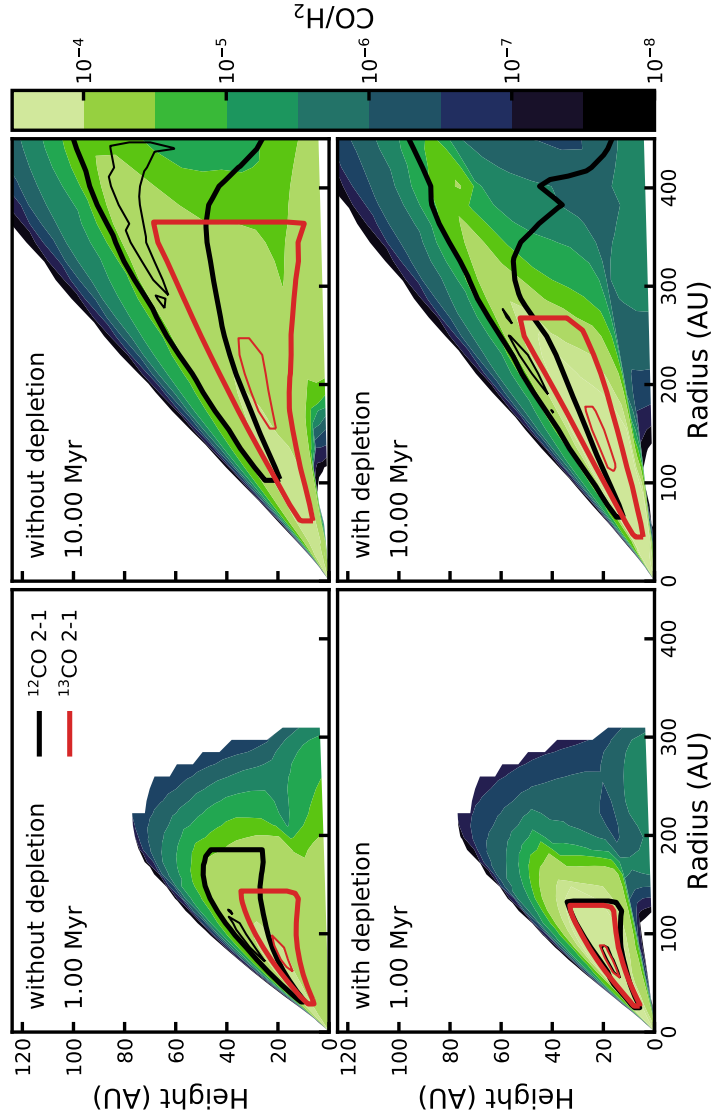 Height (AU)
120
100
80
60
40
20
0
without depletion
1.00 Myr
¹²CO 2-1
¹³CO 2-1
without depletion
10.00 Myr
Height (AU)
120
100
80
60
40
20
0
with depletion
1.00 Myr
with depletion
10.00 Myr
0 100 200 300 400
Radius (AU)
0 100 200 300 400
Radius (AU)
10⁻⁴
10⁻⁵
10⁻⁶
10⁻⁷
10⁻⁸
CO/H₂